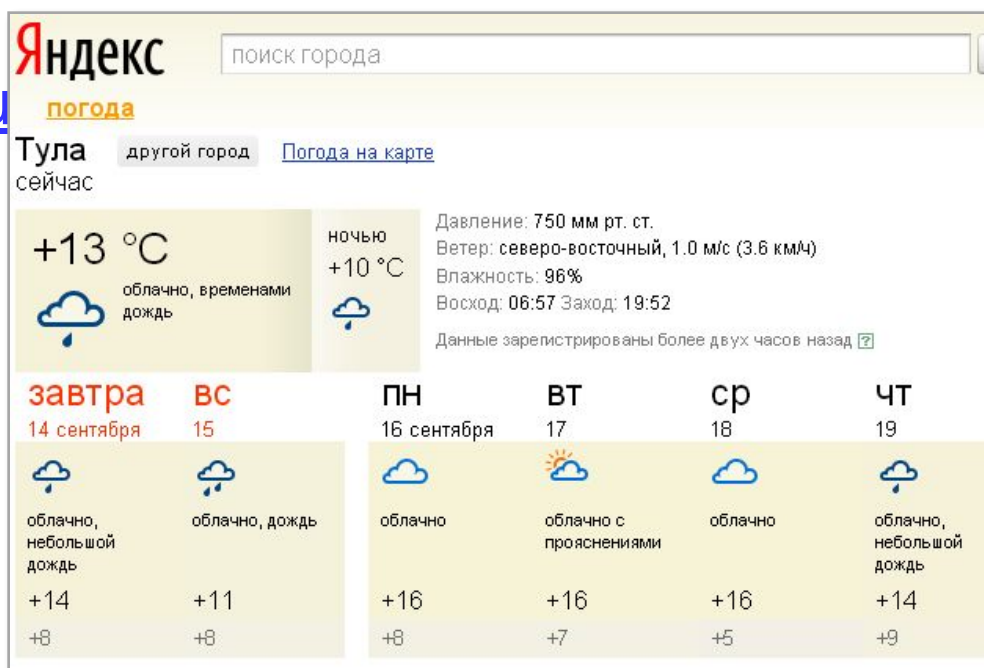 Яндекс
поиск города
погода
Тула другой город Погода на карте
сейчас
+13 °C
облачно, временами
дождь
ночью
+10 °C
Давление: 750 мм рт. ст.
Ветер: северо-восточный, 1.0 м/с (3.6 км/ч)
Влажность: 96%
Восход: 06:57 Заход: 19:52
Данные зарегистрированы более двух часов назад ?
завтра вс пн вт ср чт
14 сентября 15 16 сентября 17 18 19
облачно,
небольшой
дождь
облачно, дождь
облачно
облачно с
прояснениями
облачно
облачно,
небольшой
дождь
+14 +11 +16 +16 +16 +14
+8 +8 +8 +7 +5 +9